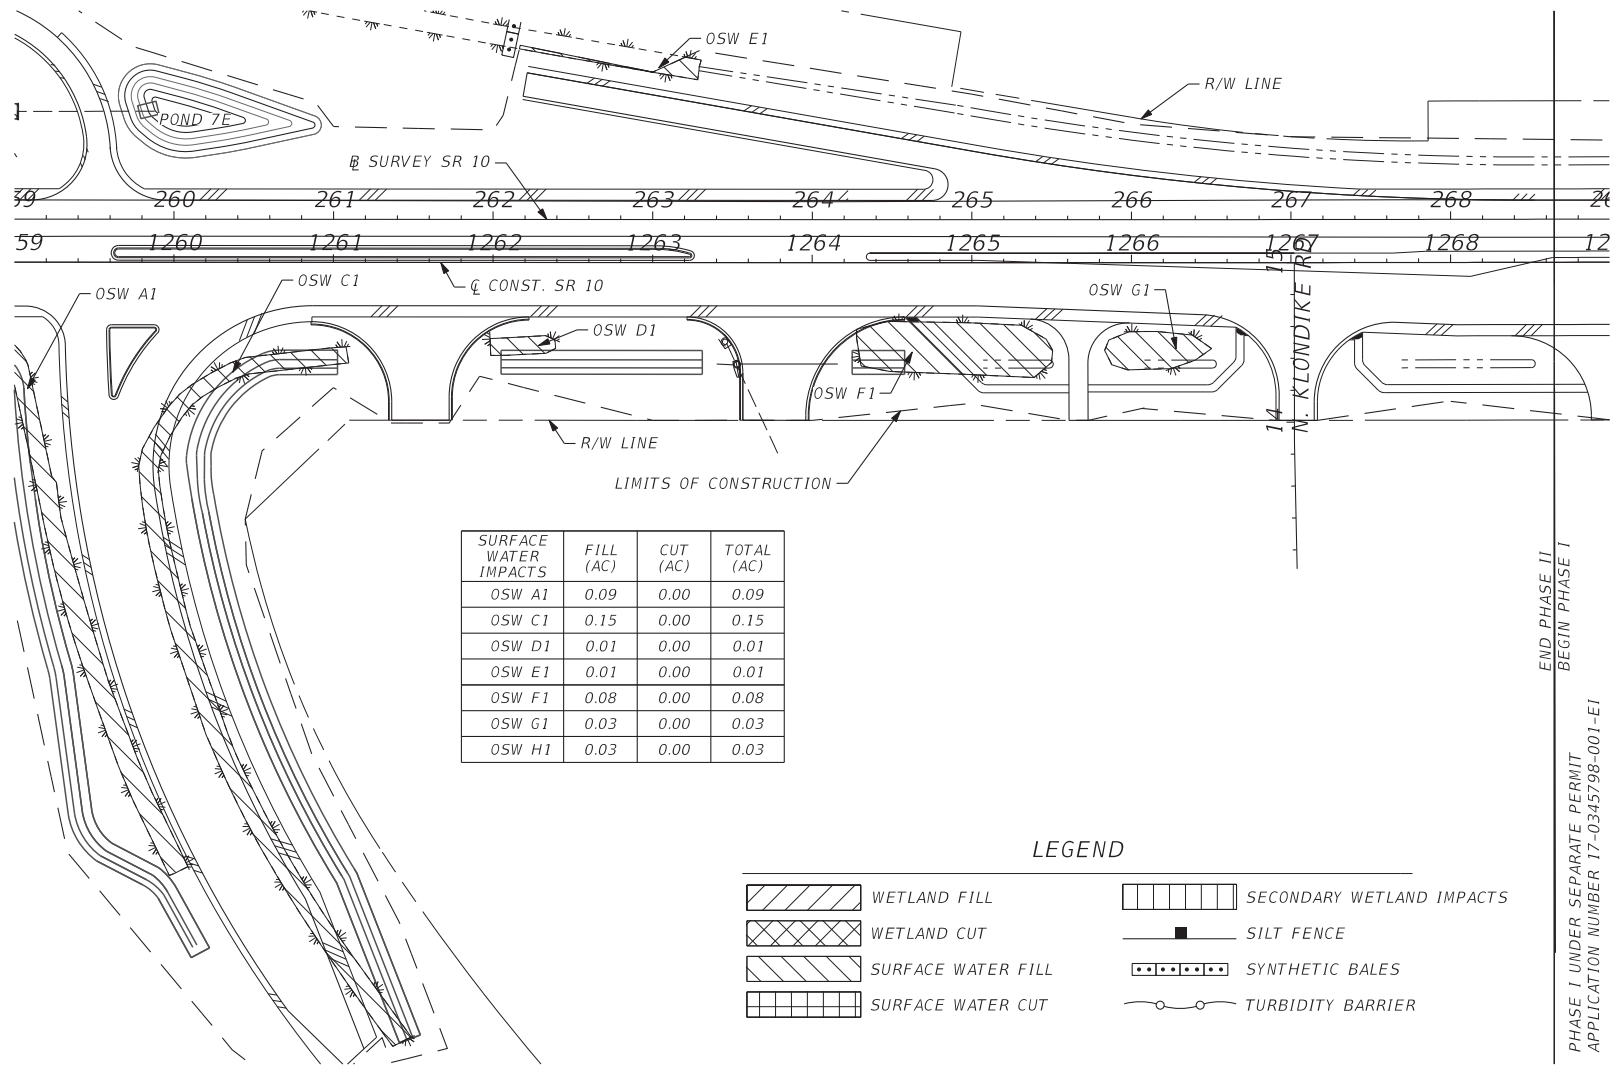 OSW E1
R/W LINE
POND 7E
BL SURVEY SR 10
59 260 261 262 263 264 265 266 267 268 26
59 1260 1261 1262 1263 1264 1265 1266 1267 1268 12
OSW A1
OSW C1
CL CONST. SR 10
OSW D1
OSW G1
OSW F1
15
14
N. KLONDIKE RD
R/W LINE
LIMITS OF CONSTRUCTION
SURFACE WATER IMPACTS FILL (AC) CUT (AC) TOTAL (AC)
OSW A1 0.09 0.00 0.09
OSW C1 0.15 0.00 0.15
OSW D1 0.01 0.00 0.01
OSW E1 0.01 0.00 0.01
OSW F1 0.08 0.00 0.08
OSW G1 0.03 0.00 0.03
OSW H1 0.03 0.00 0.03
END PHASE II
BEGIN PHASE I
PHASE I UNDER SEPARATE PERMIT
APPLICATION NUMBER 17-0345798-001-EI
LEGEND
WETLAND FILL
WETLAND CUT
SURFACE WATER FILL
SURFACE WATER CUT
SECONDARY WETLAND IMPACTS
SILT FENCE
SYNTHETIC BALES
TURBIDITY BARRIER